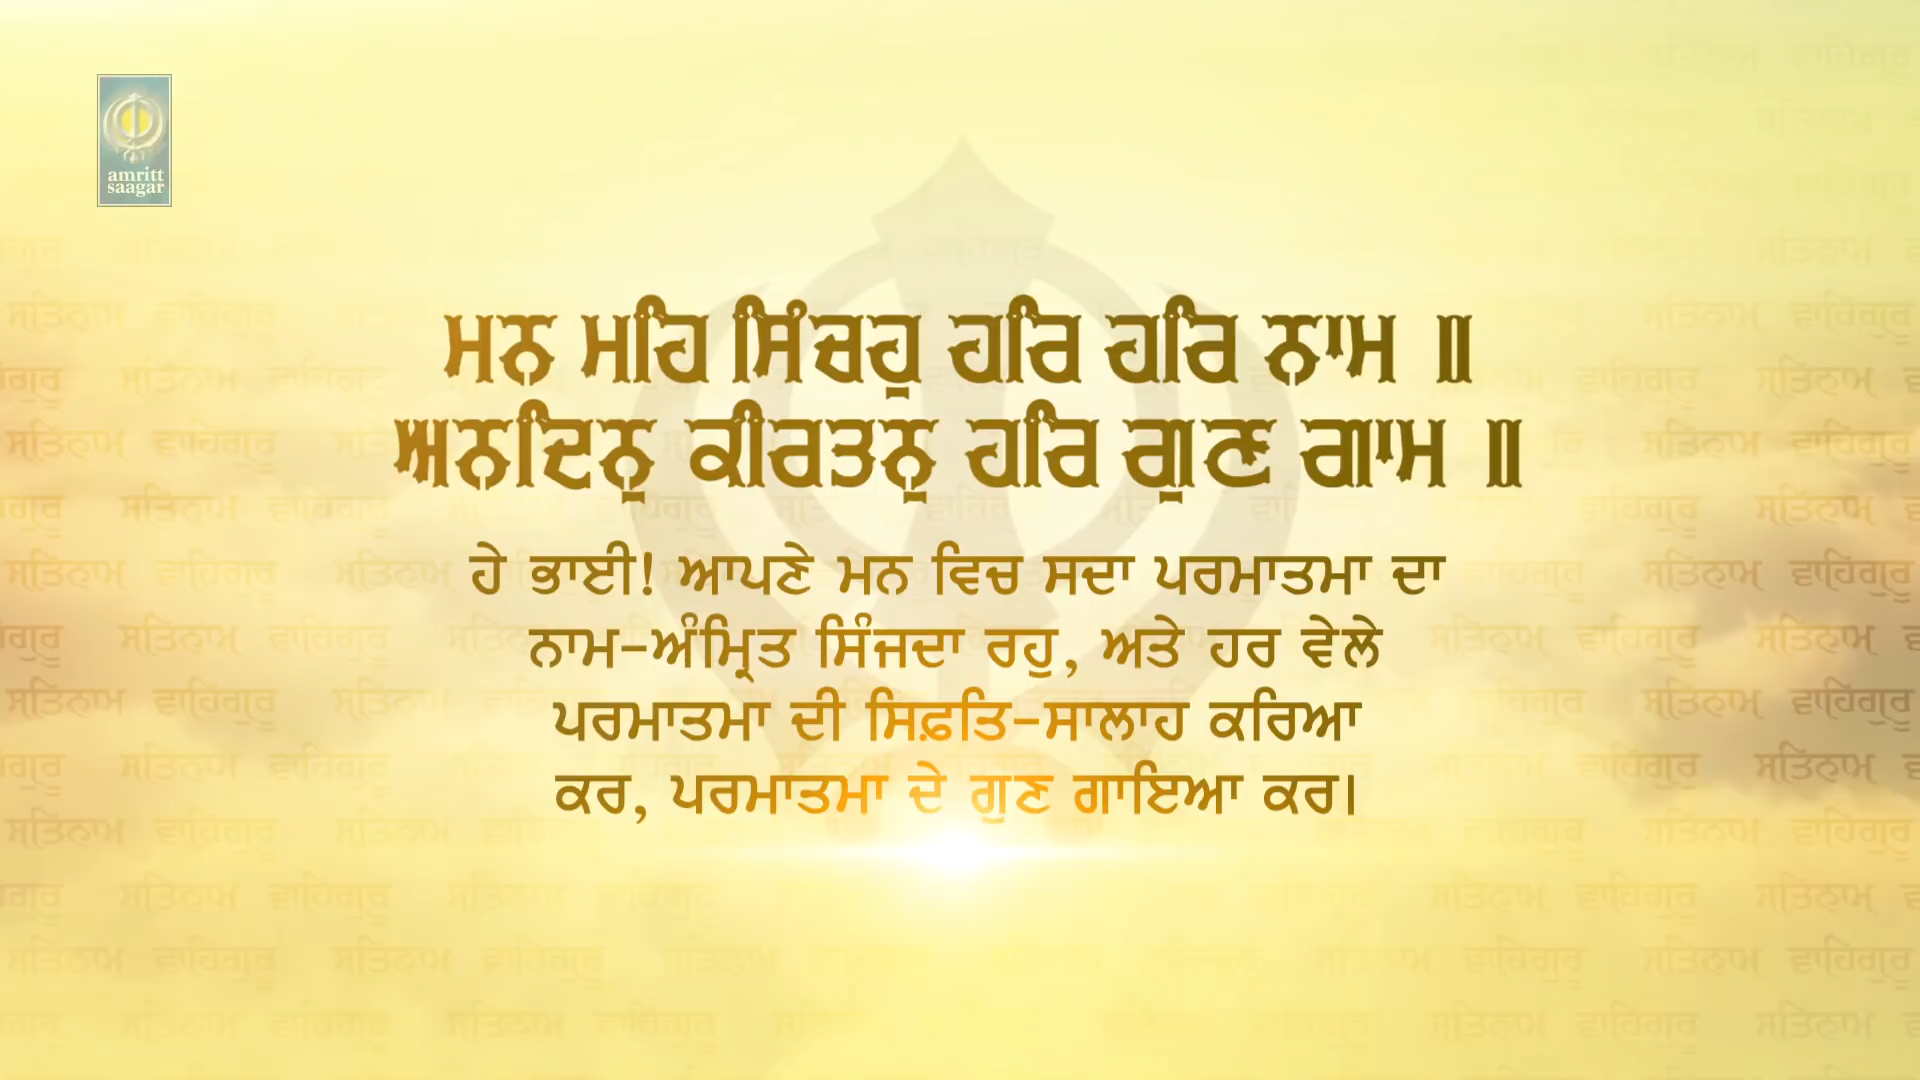 amritt
saagar
ਮਨ ਮਹਿ ਸਿੰਚਹੁ ਹਰਿ ਹਰਿ ਨਾਮ ॥
ਅਨਦਿਨੁ ਕੀਰਤਨੁ ਹਰਿ ਗੁਣ ਗਾਮ ॥
ਹੇ ਭਾਈ! ਆਪਣੇ ਮਨ ਵਿਚ ਸਦਾ ਪਰਮਾਤਮਾ ਦਾ
ਨਾਮ-ਅੰਮ੍ਰਿਤ ਸਿੰਜਦਾ ਰਹੁ, ਅਤੇ ਹਰ ਵੇਲੇ
ਪਰਮਾਤਮਾ ਦੀ ਸਿਫ਼ਤਿ-ਸਾਲਾਹ ਕਰਿਆ
ਕਰ, ਪਰਮਾਤਮਾ ਦੇ ਗੁਣ ਗਾਇਆ ਕਰ।